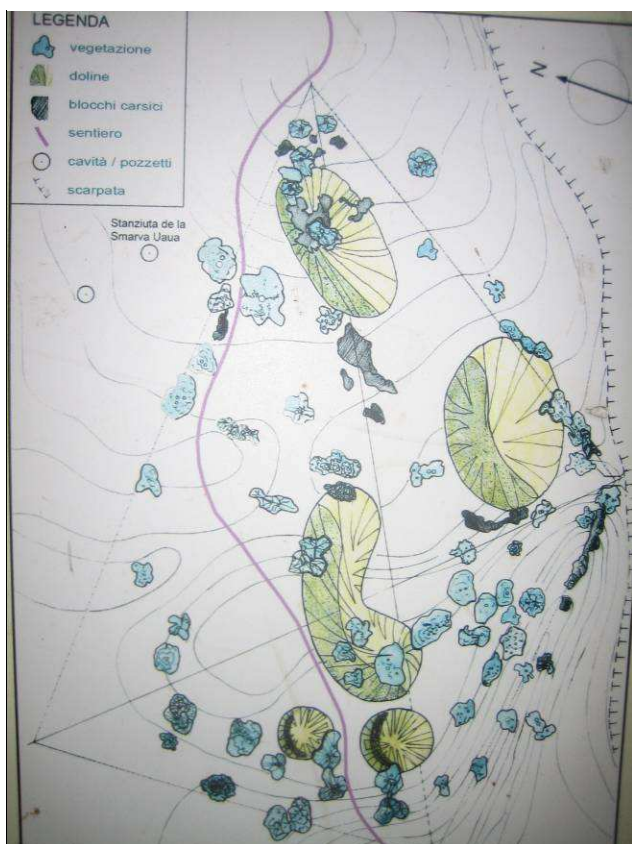 LEGENDA
vegetazione
doline
blocchi carsici
sentiero
cavità / pozzetti
scarpata
N
Stanziuta de la
Smarva Uaua